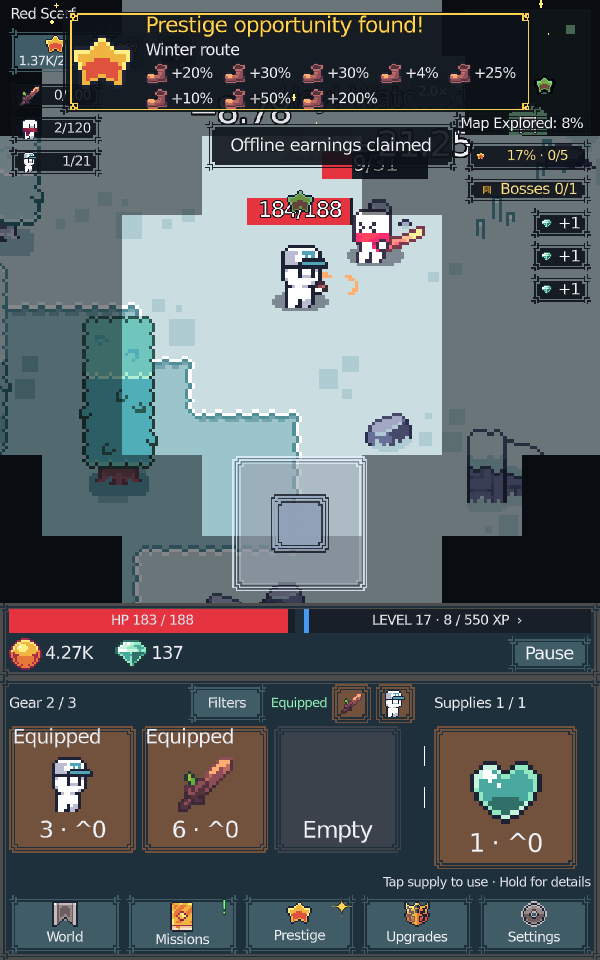 Red Scarf
Prestige opportunity found!
Winter route
+20% +30% +30% +4% +25%
+10% +50% +200%
2/120
1/21
Offline earnings claimed
Map Explored: 8%
17% · 0/5
Bosses 0/1
+1
+1
+1
184/188
HP 183 / 188
LEVEL 17 · 8 / 550 XP ›
4.27K
137
Pause
Gear 2 / 3
Filters
Equipped
Supplies 1 / 1
Equipped
3 · ^0
Equipped
6 · ^0
Empty
1 · ^0
Tap supply to use · Hold for details
World
Missions
!
Prestige
Upgrades
Settings